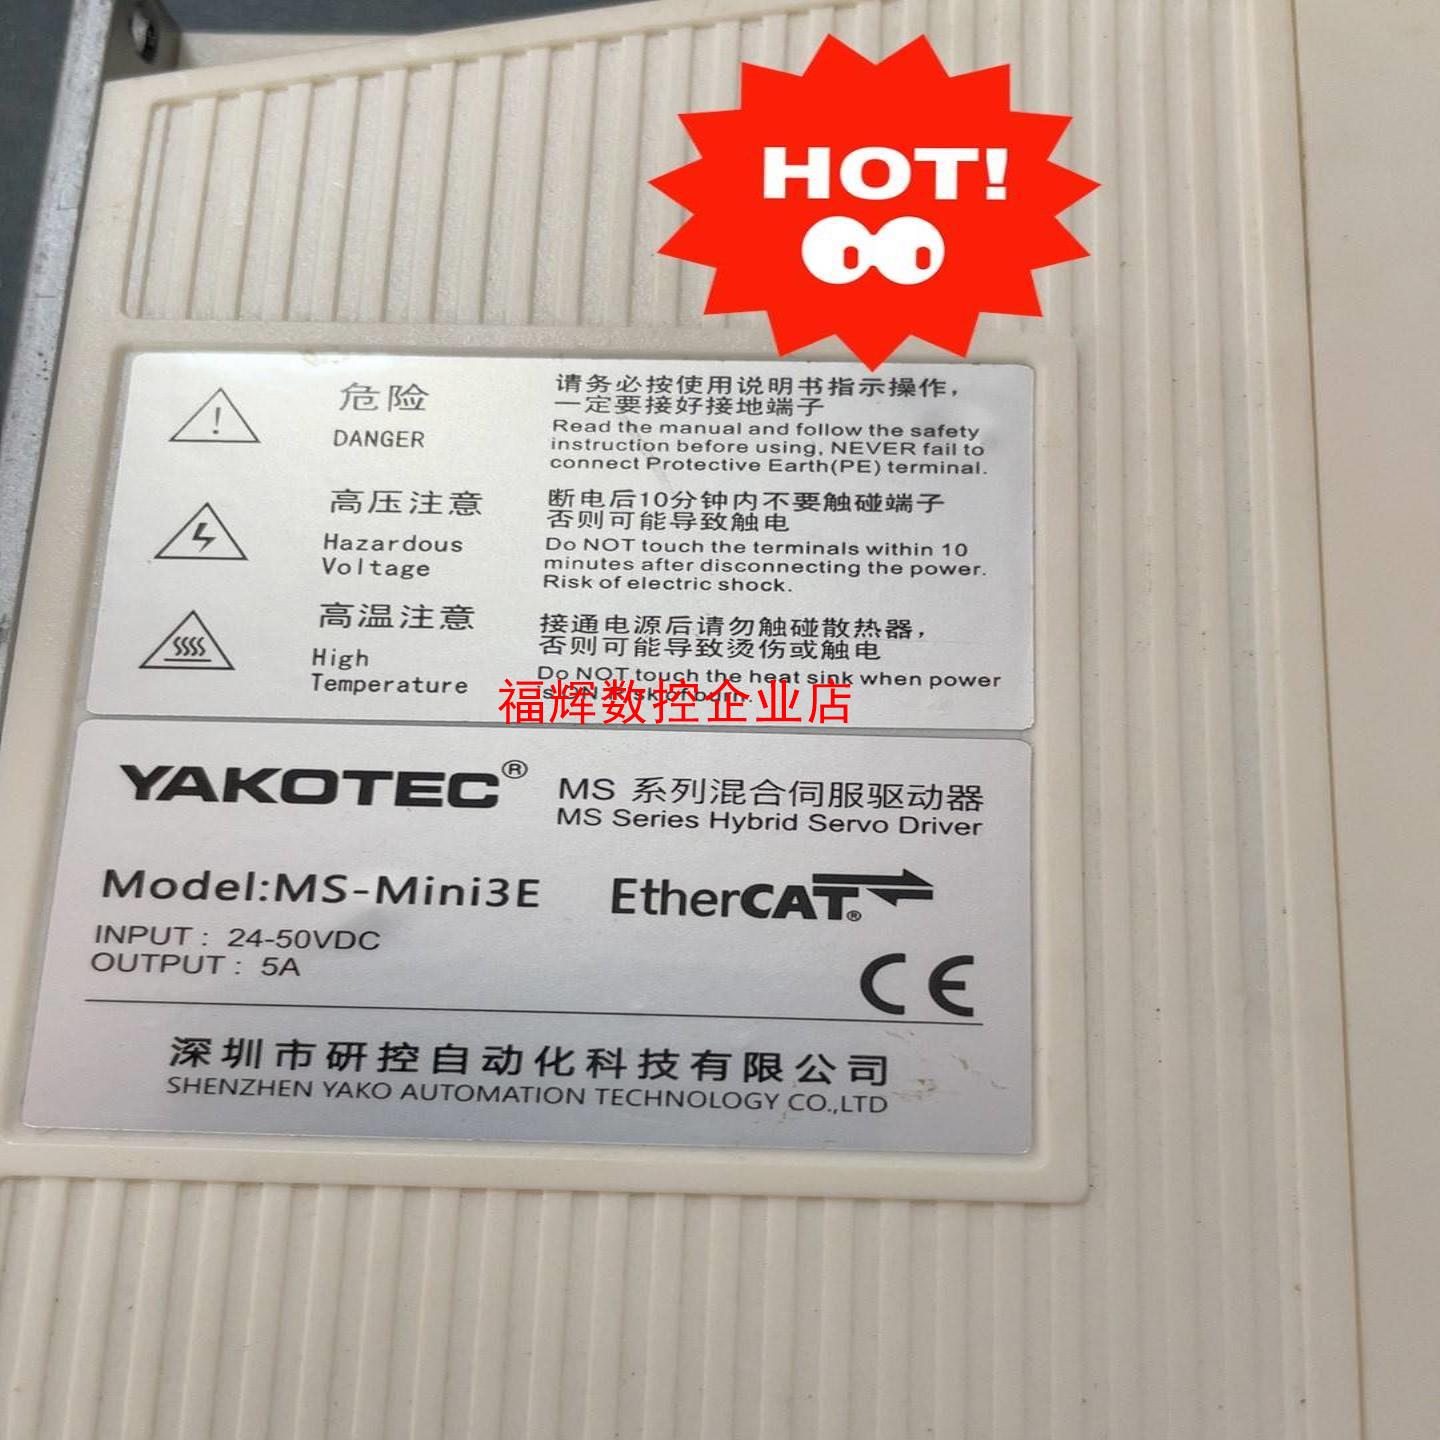 HOT!
危险
DANGER
请务必按使用说明书指示操作，
一定要接好接地端子
Read the manual and follow the safety
instruction before using, NEVER fail to
connect Protective Earth(PE) terminal.
高压注意
Hazardous
Voltage
断电后10分钟内不要触碰端子
否则可能导致触电
Do NOT touch the terminals within 10
minutes after disconnecting the power.
Risk of electric shock.
高温注意
High
Temperature
接通电源后请勿触碰散热器，
否则可能导致烫伤或触电
Do NOT touch the heat sink when power
is ON. Risk of burn.
福辉数控企业店
YAKOTEC®
MS 系列混合伺服驱动器
MS Series Hybrid Servo Driver
Model:MS-Mini3E
EtherCAT®
INPUT : 24-50VDC
OUTPUT : 5A
CE
深圳市研控自动化科技有限公司
SHENZHEN YAKO AUTOMATION TECHNOLOGY CO.,LTD